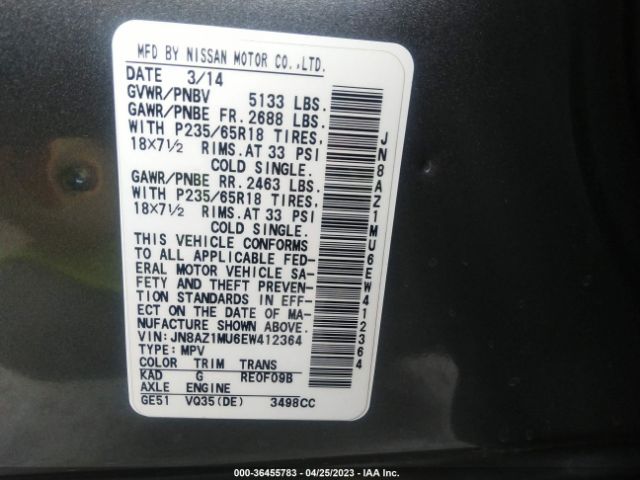 MFD BY NISSAN MOTOR CO.,LTD.
DATE 3/14
GVWR/PNBV 5133 LBS.
GAWR/PNBE FR. 2688 LBS.
WITH P235/65R18 TIRES,
18X7½ RIMS.AT 33 PSI
COLD SINGLE.
GAWR/PNBE RR. 2463 LBS.
WITH P235/65R18 TIRES,
18X7½ RIMS.AT 33 PSI
COLD SINGLE.
THIS VEHICLE CONFORMS
TO ALL APPLICABLE FED-
ERAL MOTOR VEHICLE SA-
FETY AND THEFT PREVEN-
TION STANDARDS IN EFF-
ECT ON THE DATE OF MA-
NUFACTURE SHOWN ABOVE.
VIN: JN8AZ1MU6EW412364
TYPE: MPV
COLOR TRIM TRANS
KAD G RE0F09B
AXLE ENGINE
GE51 VQ35(DE) 3498CC
JN8AZ1MU6EW412364
000-36455783 - 04/25/2023 - IAA Inc.